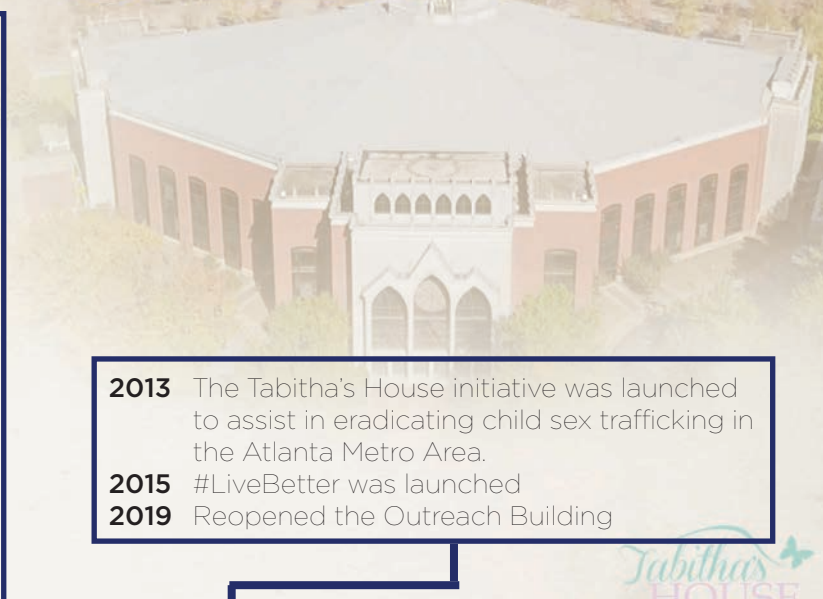 2013 The Tabitha's House initiative was launched
to assist in eradicating child sex trafficking in
the Atlanta Metro Area.
2015 #LiveBetter was launched
2019 Reopened the Outreach Building
Tabitha's
HOUSE